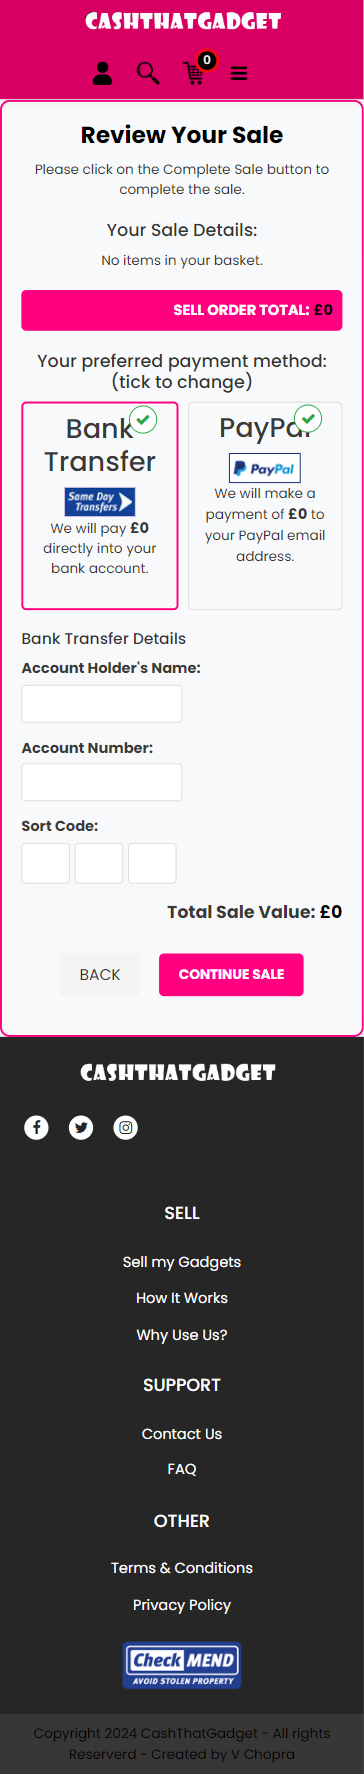 CASHTHATGADGET
0
Review Your Sale
Please click on the Complete Sale button to
complete the sale.
Your Sale Details:
No items in your basket.
SELL ORDER TOTAL: £0
Your preferred payment method:
(tick to change)
Bank
Transfer
Same Day
Transfers
We will pay £0
directly into your
bank account.
PayPal
PayPal
We will make a
payment of £0 to
your PayPal email
address.
Bank Transfer Details
Account Holder's Name:
Account Number:
Sort Code:
Total Sale Value: £0
BACK
CONTINUE SALE
CASHTHATGADGET
SELL
Sell my Gadgets
How It Works
Why Use Us?
SUPPORT
Contact Us
FAQ
OTHER
Terms & Conditions
Privacy Policy
Check MEND
AVOID STOLEN PROPERTY
Copyright 2024 CashThatGadget - All rights
Reserverd - Created by V Chopra